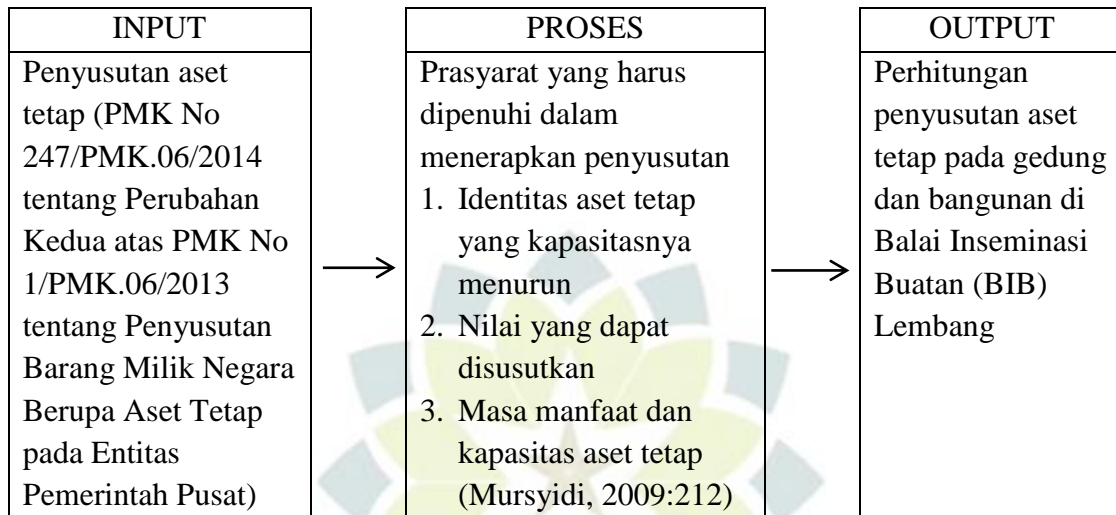 INPUT
Penyusutan aset
tetap (PMK No
247/PMK.06/2014
tentang Perubahan
Kedua atas PMK No
1/PMK.06/2013
tentang Penyusutan
Barang Milik Negara
Berupa Aset Tetap
pada Entitas
Pemerintah Pusat)
PROSES
Prasyarat yang harus
dipenuhi dalam
menerapkan penyusutan
1. Identitas aset tetap
yang kapasitasnya
menurun
2. Nilai yang dapat
disusutkan
3. Masa manfaat dan
kapasitas aset tetap
(Mursyidi, 2009:212)
OUTPUT
Perhitungan
penyusutan aset
tetap pada gedung
dan bangunan di
Balai Inseminasi
Buatan (BIB)
Lembang